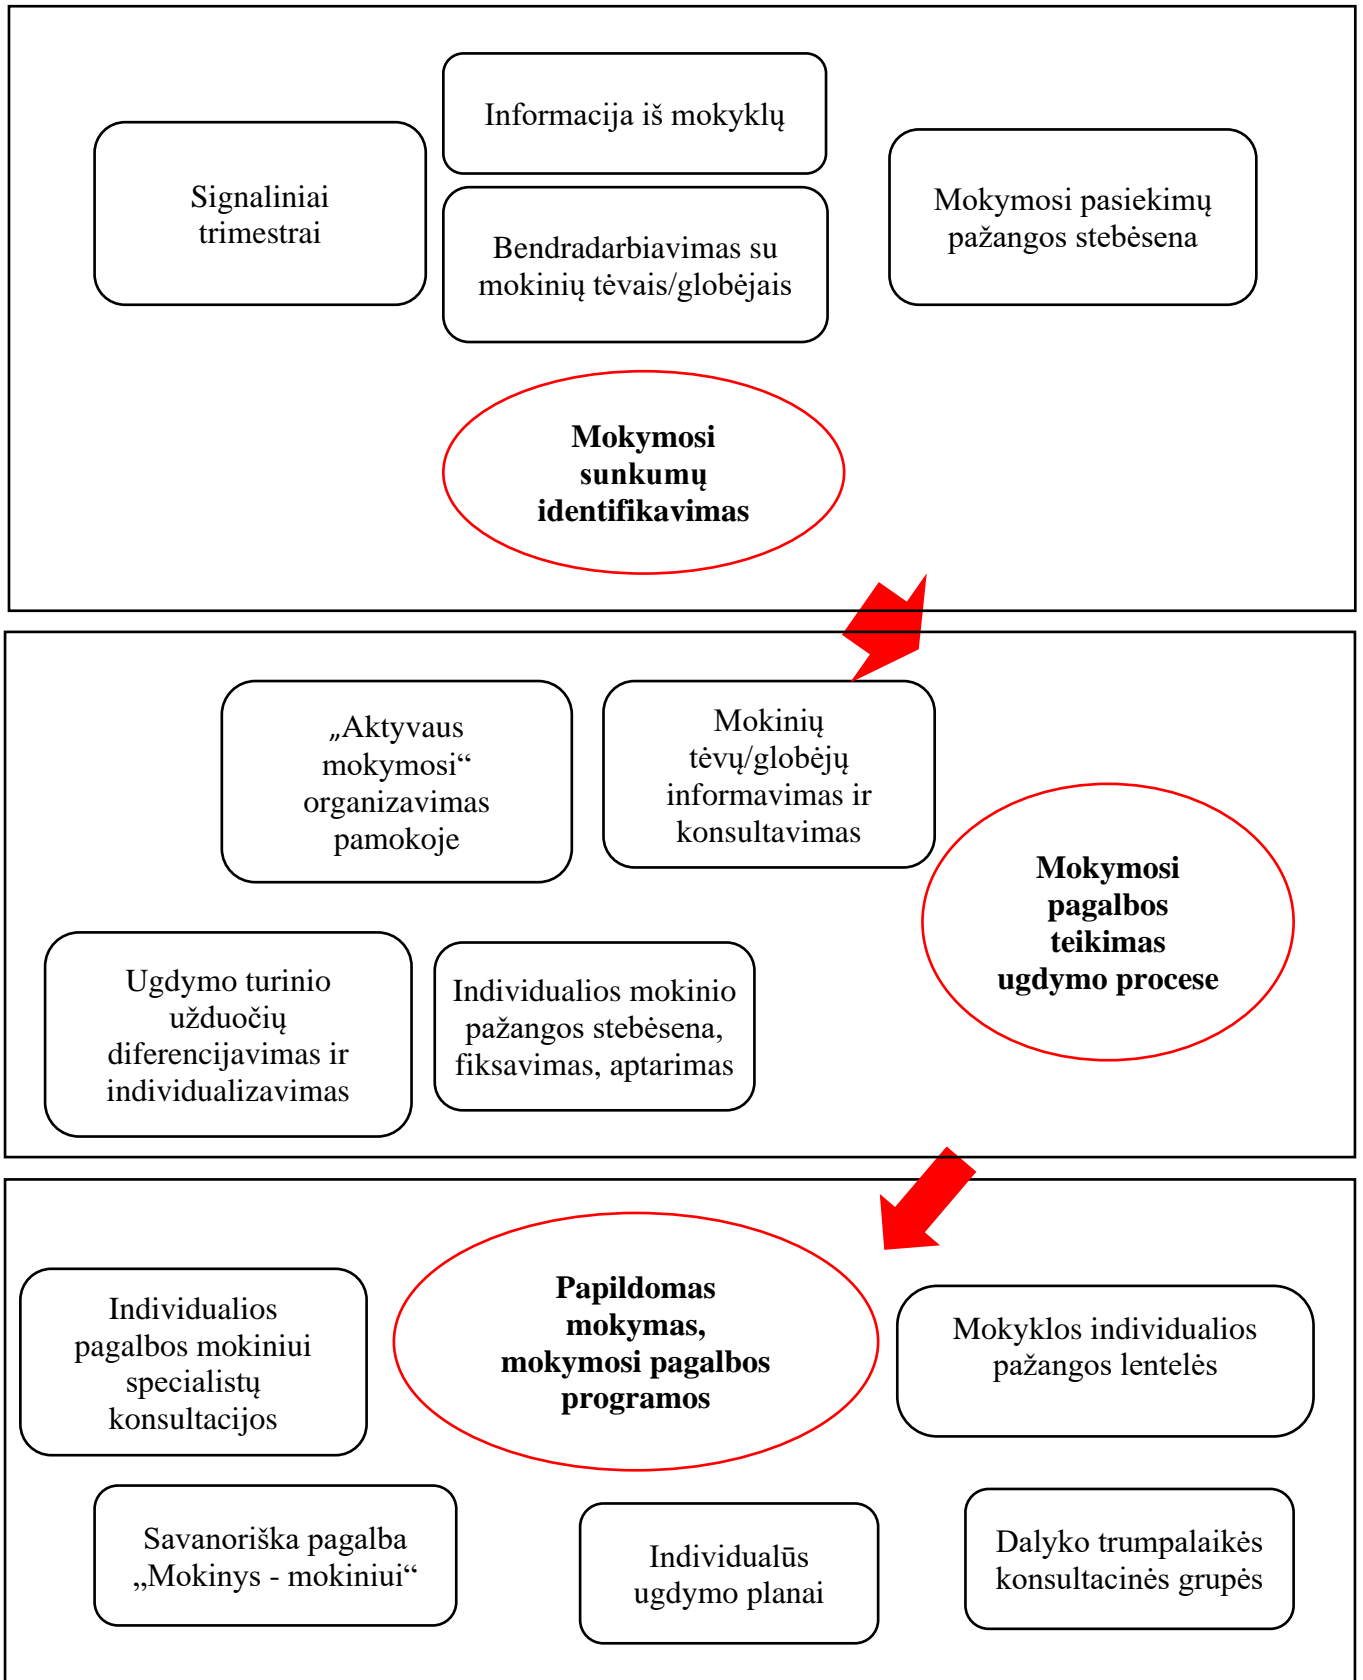 Informacija iš mokyklų
Signaliniai
trimestrai
Bendradarbiavimas su
mokinių tėvais/globėjais
Mokymosi pasiekimų
pažangos stebėsena
Mokymosi
sunkumų
identifikavimas
„Aktyvaus
mokymosi“
organizavimas
pamokoje
Mokinių
tėvų/globėjų
informavimas ir
konsultavimas
Mokymosi
pagalbos
teikimas
ugdymo procese
Ugdymo turinio
užduočių
diferencijavimas ir
individualizavimas
Individualios mokinio
pažangos stebėsena,
fiksavimas, aptarimas
Individualios
pagalbos mokiniui
specialistų
konsultacijos
Papildomas
mokymas,
mokymosi pagalbos
programos
Mokyklos individualios
pažangos lentelės
Savanoriška pagalba
„Mokinys - mokiniui“
Individualūs
ugdymo planai
Dalyko trumpalaikės
konsultacinės grupės